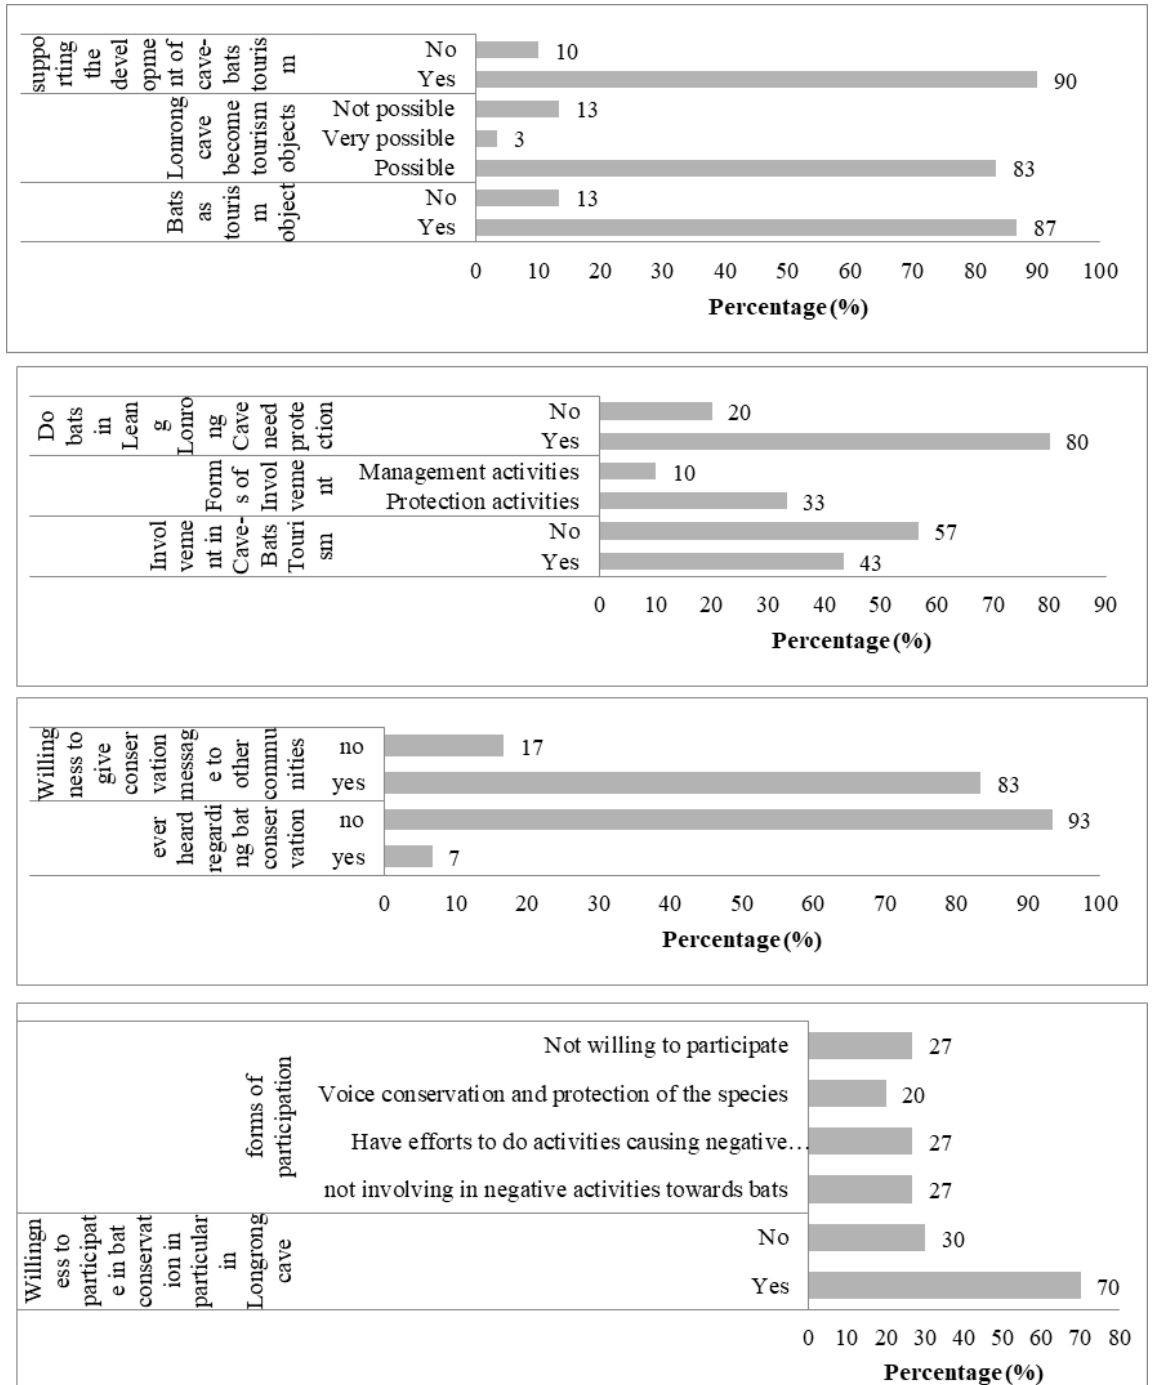 suppo
rting
the
devel
opme
nt of
cave-
bats
touris
m
No
10
Yes
90
Lonrong
cave
become
tourism
objects
Not possible
13
Very possible
3
Possible
83
Bats
as
touris
m
object
No
13
Yes
87
0 10 20 30 40 50 60 70 80 90 100
Percentage (%)
Do
bats
in
Lean
g
Lonro
ng
Cave
need
prote
ction
No
20
Yes
80
Form
s of
Invol
veme
nt
Management activities
10
Protection activities
33
Invol
veme
nt in
Cave-
Bats
Touri
sm
No
57
Yes
43
0 10 20 30 40 50 60 70 80 90
Percentage (%)
Willing
ness to
give
conser
vation
messag
e to
other
commu
nities
no
17
yes
83
ever
heard
regardi
ng bat
conser
vation
no
93
yes
7
0 10 20 30 40 50 60 70 80 90 100
Percentage (%)
forms of
participation
Not willing to participate
27
Voice conservation and protection of the species
20
Have efforts to do activities causing negative…
27
not involving in negative activities towards bats
27
Willingn
ess to
participat
e in bat
conservat
ion in
particular
in
Longrong
cave
No
30
Yes
70
0 10 20 30 40 50 60 70 80
Percentage (%)